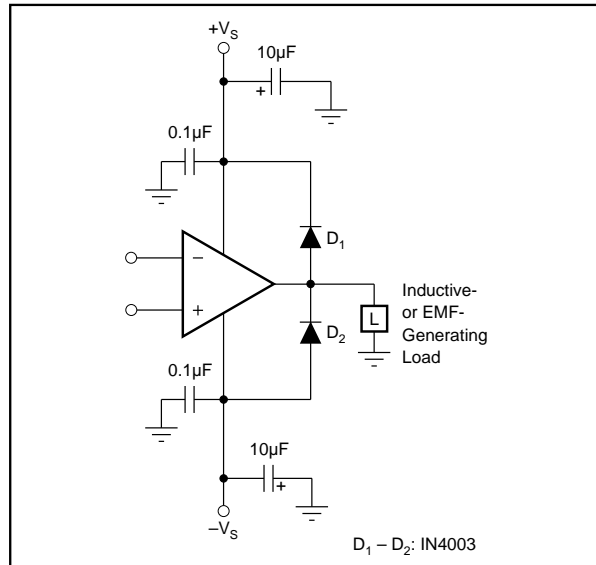 +VS
10µF
+
0.1µF
D1
−
+
L
Inductive-
or EMF-
Generating
Load
D2
0.1µF
10µF
+
–VS
D1 – D2: IN4003